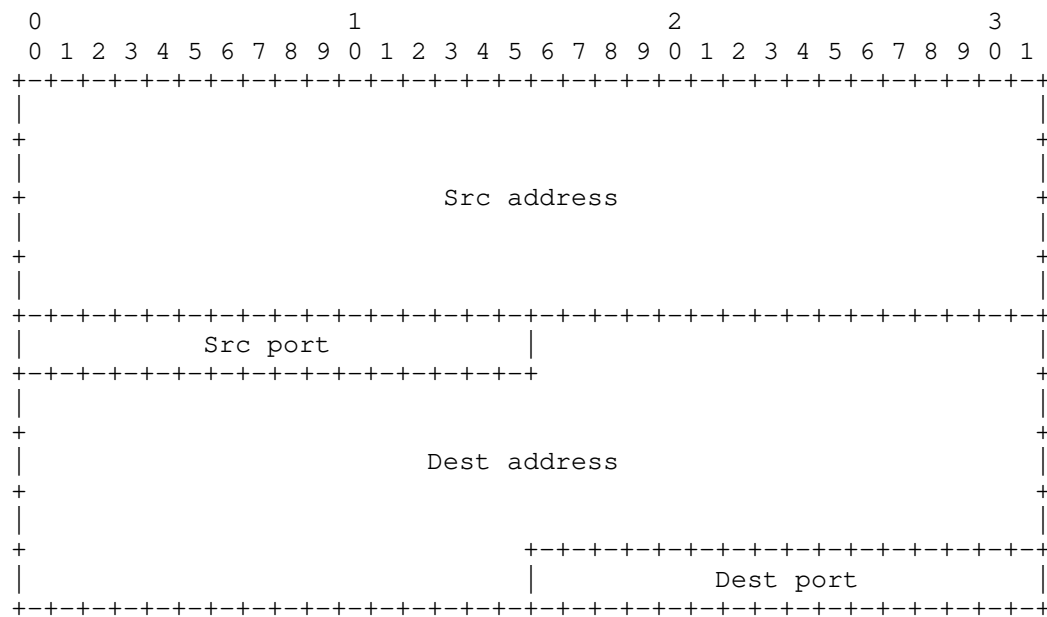 0 1 2 3
0 1 2 3 4 5 6 7 8 9 0 1 2 3 4 5 6 7 8 9 0 1 2 3 4 5 6 7 8 9 0 1
Src address
Src port
Dest address
Dest port